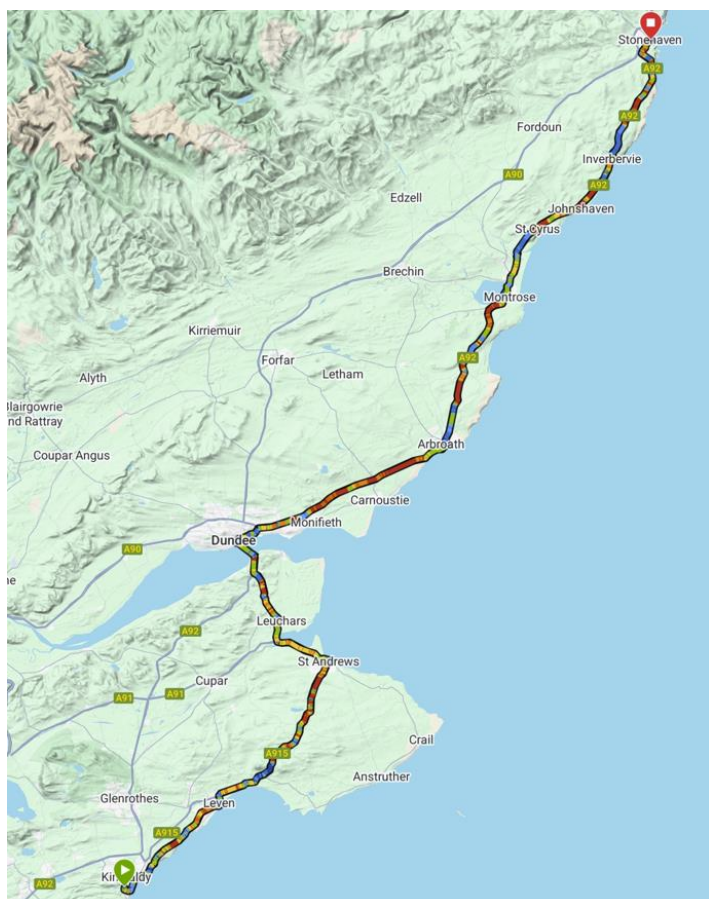 Stonehaven
A92
A92
Fordoun
Inverbervie
A90
A92
Edzell
Johnshaven
St Cyrus
Brechin
Montrose
Kirriemuir
Forfar
A92
Letham
Alyth
Blairgowrie
nd Rattray
Arbroath
Coupar Angus
Carnoustie
Monifieth
Dundee
A90
ne
Leuchars
A92
St Andrews
Cupar
A91
A91
Crail
A915
Anstruther
Glenrothes
Leven
A915
A92